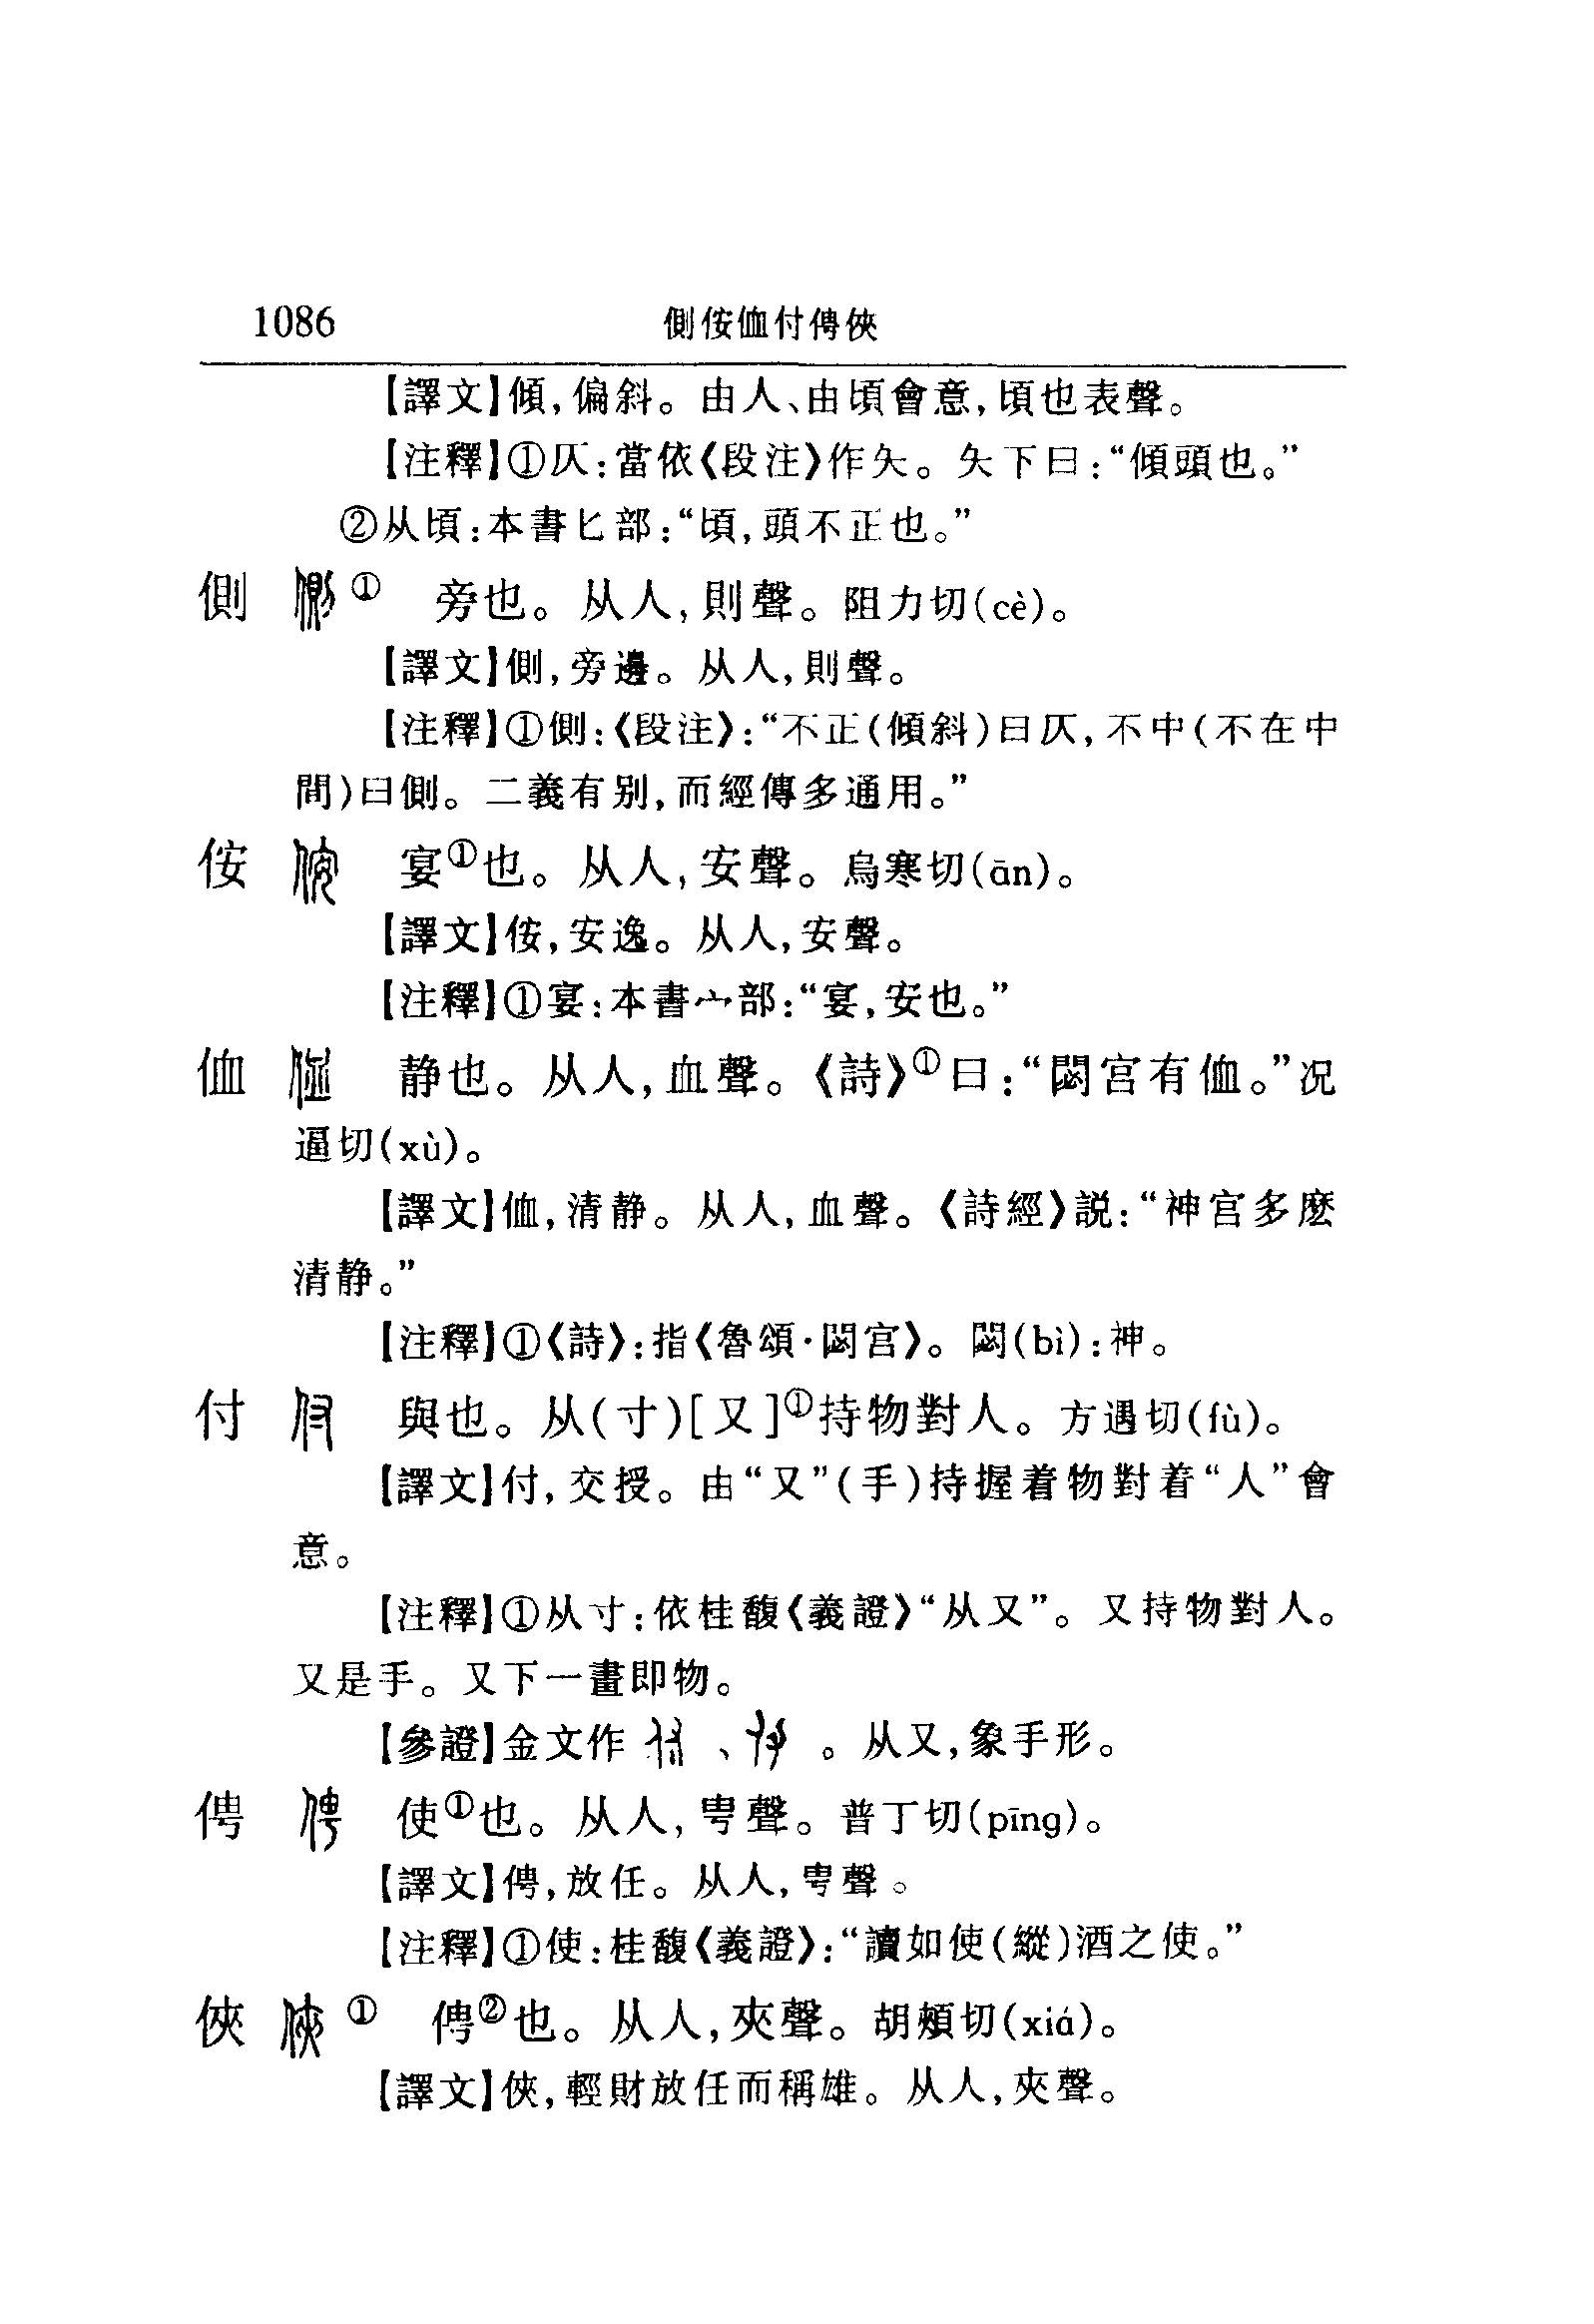 1086
側侒侐付俜俠
【譯文】傾，偏斜。由人、由頃會意，頃也表聲。
【注釋】①仄：當依《段注》作夨。夨下曰：“傾頭也。”
②从頃：本書匕部：“頃，頭不正也。”
側 ① 旁也。从人，則聲。阻力切(cè)。
【譯文】側，旁邊。从人，則聲。
【注釋】①側：《段注》：“不正(傾斜)曰仄，不中(不在中
間)曰側。二義有别，而經傳多通用。”
侒 宴①也。从人，安聲。烏寒切(ān)。
【譯文】侒，安逸。从人，安聲。
【注釋】①宴：本書宀部：“宴，安也。”
侐 静也。从人，血聲。《詩》①曰：“閟宫有侐。”况
逼切(xù)。
【譯文】侐，清静。从人，血聲。《詩經》説：“神宫多麽
清静。”
【注釋】①《詩》：指《魯頌·閟宫》。閟(bì)：神。
付 與也。从(寸)[又]①持物對人。方遇切(fù)。
【譯文】付，交授。由“又”(手)持握着物對着“人”會
意。
【注釋】①从寸：依桂馥《義證》“从又”。又持物對人。
又是手。又下一畫即物。
【參證】金文作 、 。从又，象手形。
俜 使①也。从人，甹聲。普丁切(pīng)。
【譯文】俜，放任。从人，甹聲。
【注釋】①使：桂馥《義證》：“讀如使(縱)酒之使。”
俠 ① 俜②也。从人，夾聲。胡頰切(xiá)。
【譯文】俠，輕財放任而稱雄。从人，夾聲。